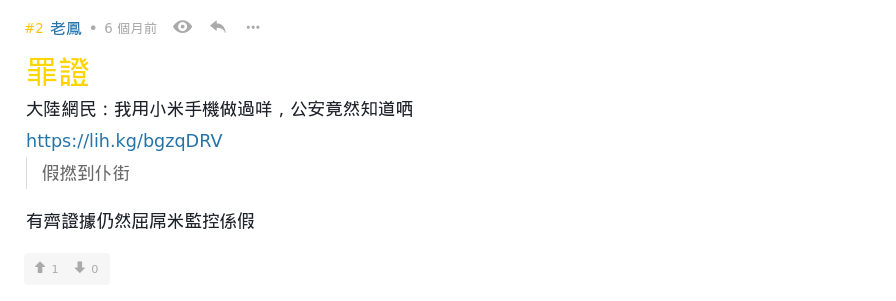 #2 老鳳 • 6 個月前
罪證
大陸網民：我用小米手機做過咩，公安竟然知道哂
https://lih.kg/bgzqDRV
假撚到仆街
有齊證據仍然屈屌米監控係假
1 0